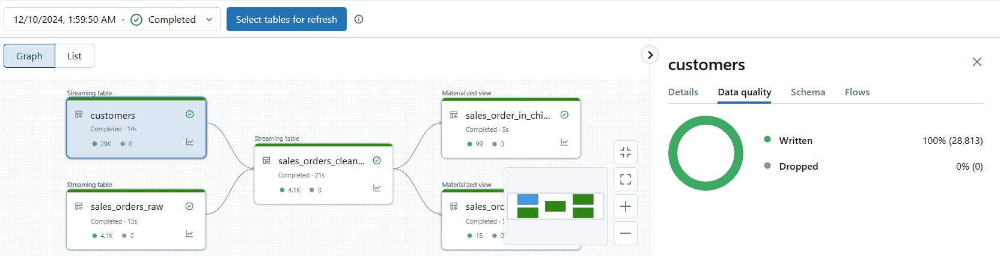 12/10/2024, 1:59:50 AM · Completed
Select tables for refresh
Graph
List
Streaming table
customers
Completed · 14s
29K 0
Streaming table
sales_orders_raw
Completed · 13s
4.1K 0
Streaming table
sales_orders_clean...
Completed · 21s
4.1K 0
Materialized view
sales_order_in_chi...
Completed · 5s
99 0
Materialized view
sales_orc
Completed ·
15 0
customers
Details Data quality Schema Flows
Written 100% (28,813)
Dropped 0% (0)